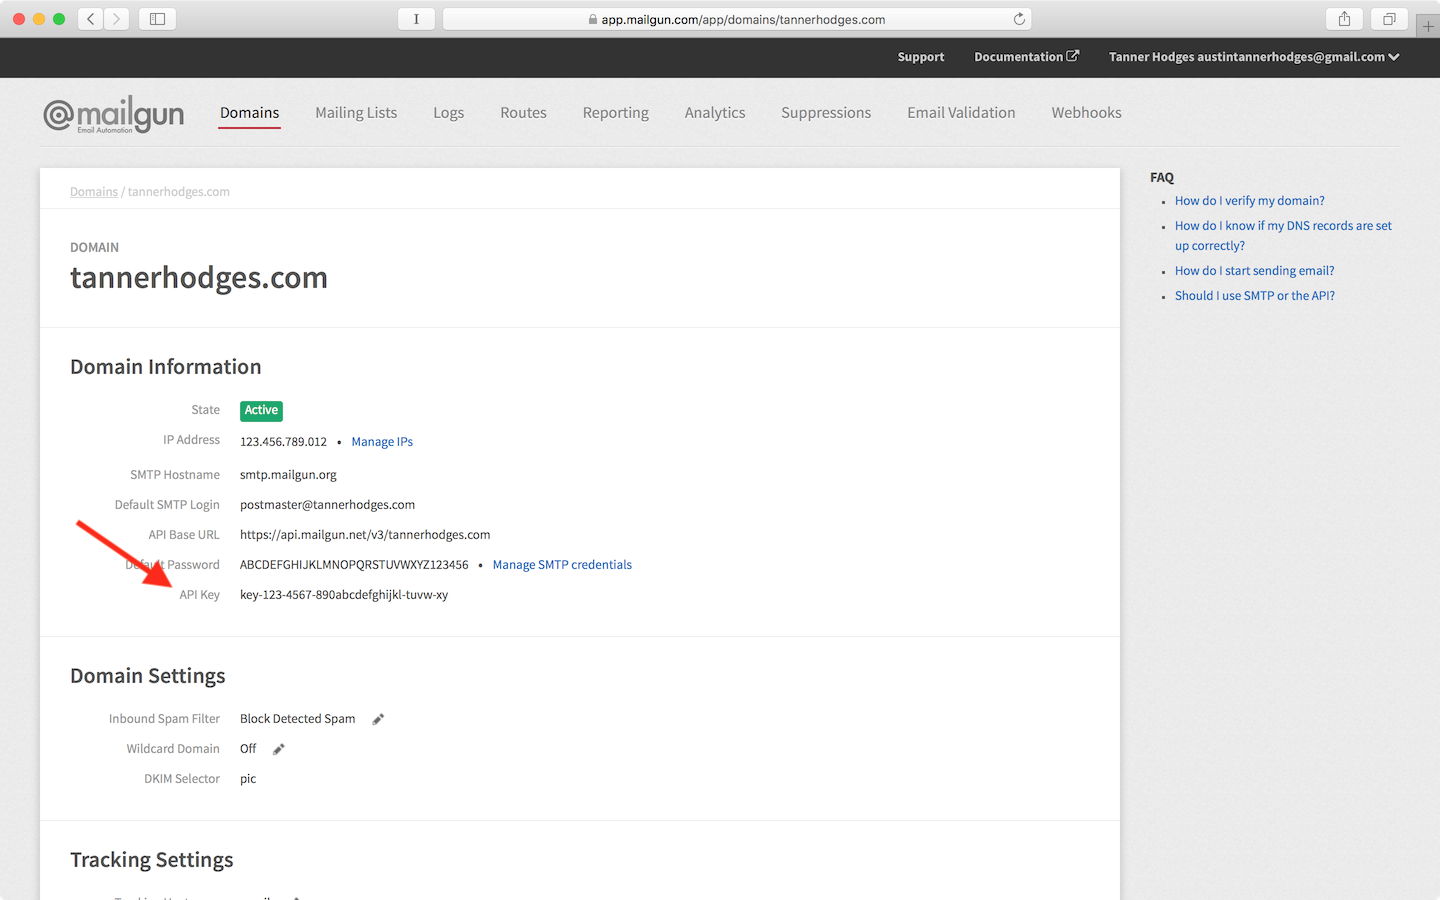 I
app.mailgun.com/app/domains/tannerhodges.com
Support
Documentation
Tanner Hodges austintannerhodges@gmail.com
@mailgun
Email Automation
Domains
Mailing Lists
Logs
Routes
Reporting
Analytics
Suppressions
Email Validation
Webhooks
Domains / tannerhodges.com
DOMAIN
tannerhodges.com
Domain Information
State Active
IP Address 123.456.789.012 • Manage IPs
SMTP Hostname smtp.mailgun.org
Default SMTP Login postmaster@tannerhodges.com
API Base URL https://api.mailgun.net/v3/tannerhodges.com
Default Password ABCDEFGHIJKLMNOPQRSTUVWXYZ123456 • Manage SMTP credentials
API Key key-123-4567-890abcdefghijkl-tuvw-xy
Domain Settings
Inbound Spam Filter Block Detected Spam
Wildcard Domain Off
DKIM Selector pic
Tracking Settings
FAQ
How do I verify my domain?
How do I know if my DNS records are set
up correctly?
How do I start sending email?
Should I use SMTP or the API?